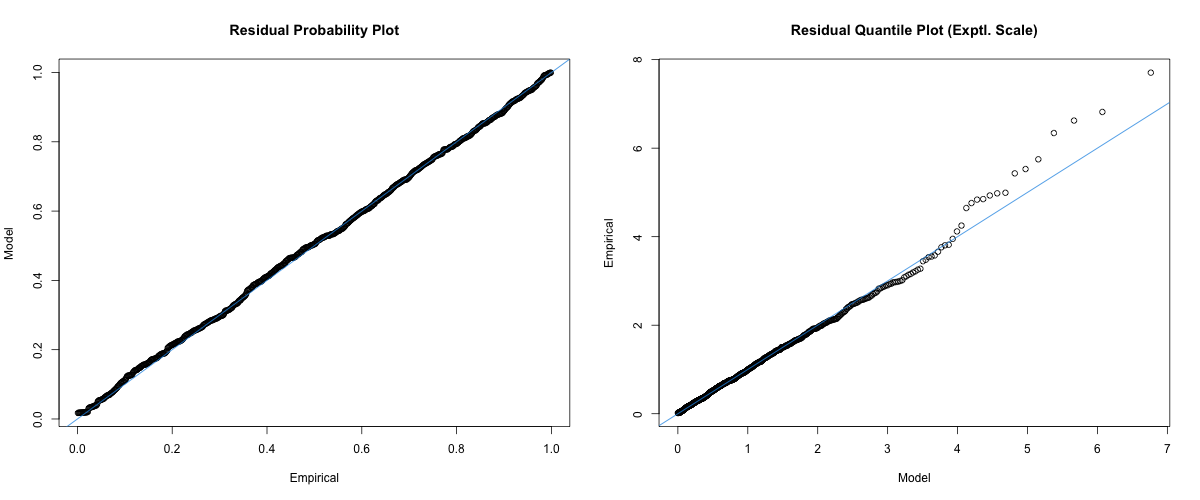 Residual Probability Plot
Model
1.0
0.8
0.6
0.4
0.2
0.0
0.0 0.2 0.4 0.6 0.8 1.0
Empirical
Residual Quantile Plot (Exptl. Scale)
Empirical
8
6
4
2
0
0 1 2 3 4 5 6 7
Model